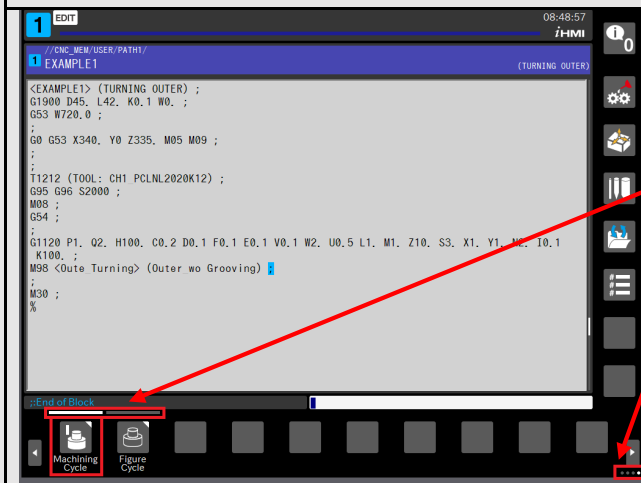 1
EDIT
08:48:57
iHMI
0
//CNC_MEM/USER/PATH1/
1 EXAMPLE1
(TURNING OUTER)
<EXAMPLE1> (TURNING OUTER) ;
G1900 D45. L42. K0.1 W0. ;
G53 W720.0 ;
;
G0 G53 X340. Y0 Z335. M05 M09 ;
;
;
T1212 (TOOL: CH1 PCLNL2020K12) ;
G95 G96 S2000 ;
M08 ;
G54 ;
;
G1120 P1. Q2. H100. C0.2 D0.1 F0.1 E0.1 V0.1 W2. U0.5 L1. M1. Z10. S3. X1. Y1. N2. I0.1
K100. ;
M98 <Oute_Turning> (Outer_wo Grooving) ;
;
M30 ;
%
;:End of Block
Machining
Cycle
Figure
Cycle